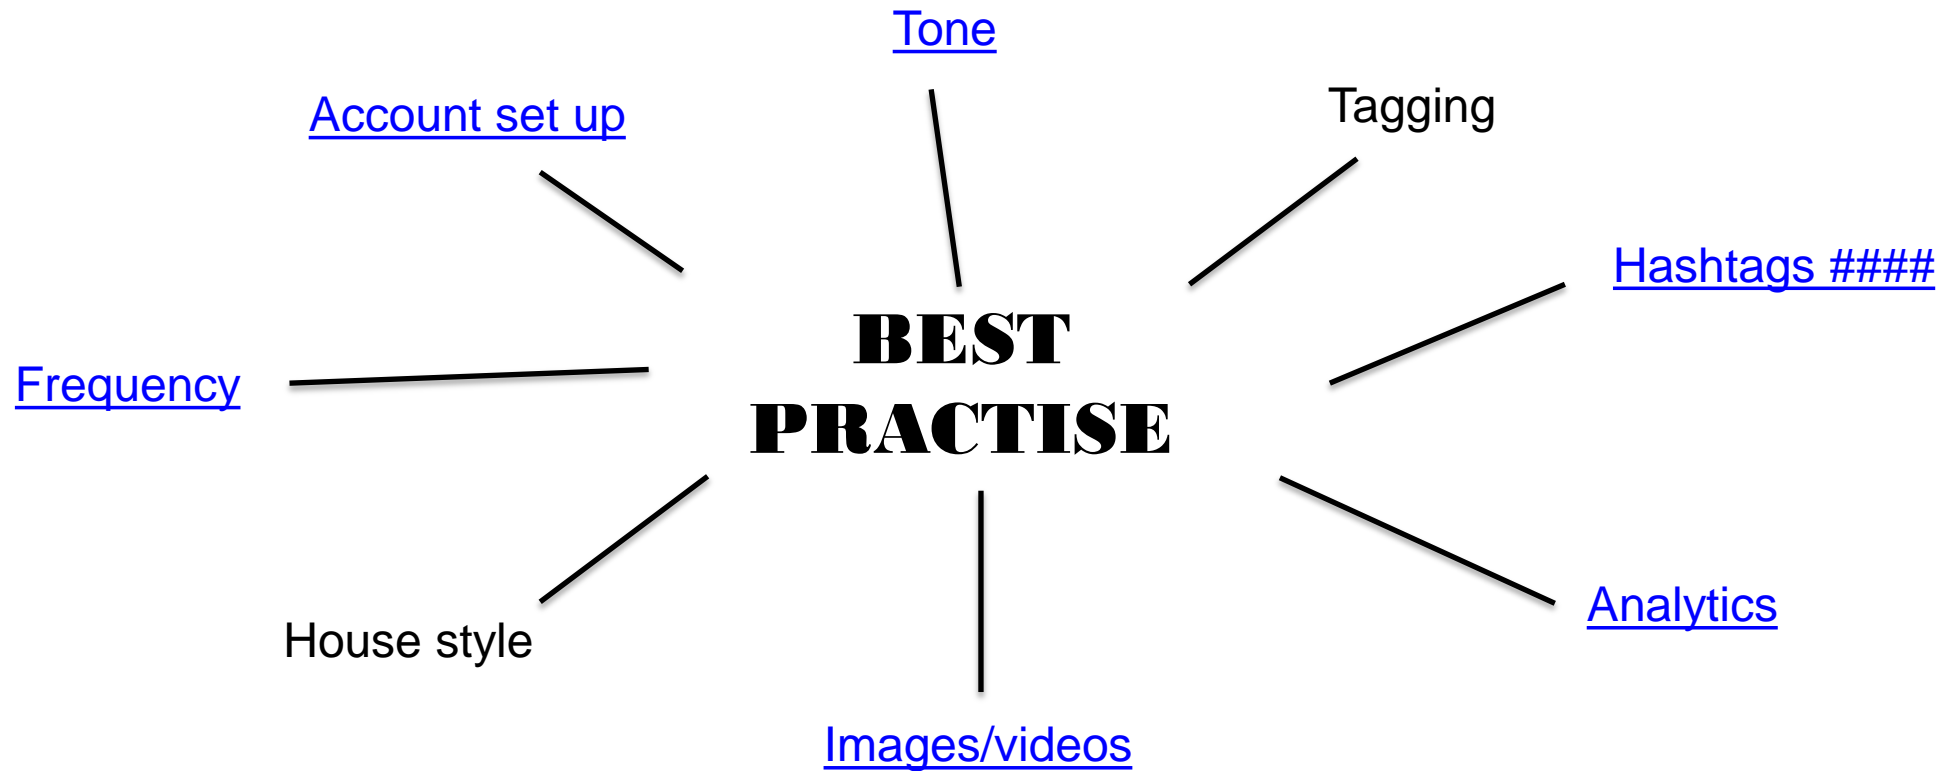 Tone
Account set up
Tagging
Hashtags ####
BEST
PRACTISE
Frequency
Analytics
House style
Images/videos